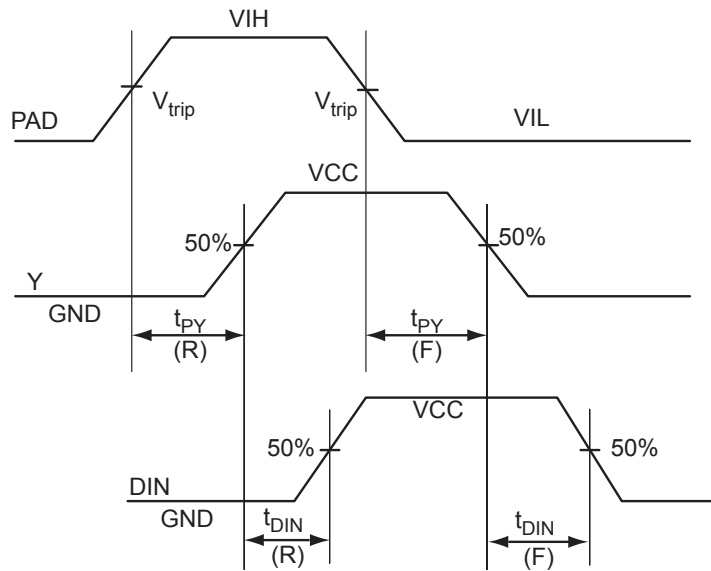 VIH
Vtrip
Vtrip
PAD
VIL
VCC
50%
50%
Y
GND
tPY
(R)
tPY
(F)
VCC
50%
50%
DIN
GND
tDIN
(R)
tDIN
(F)